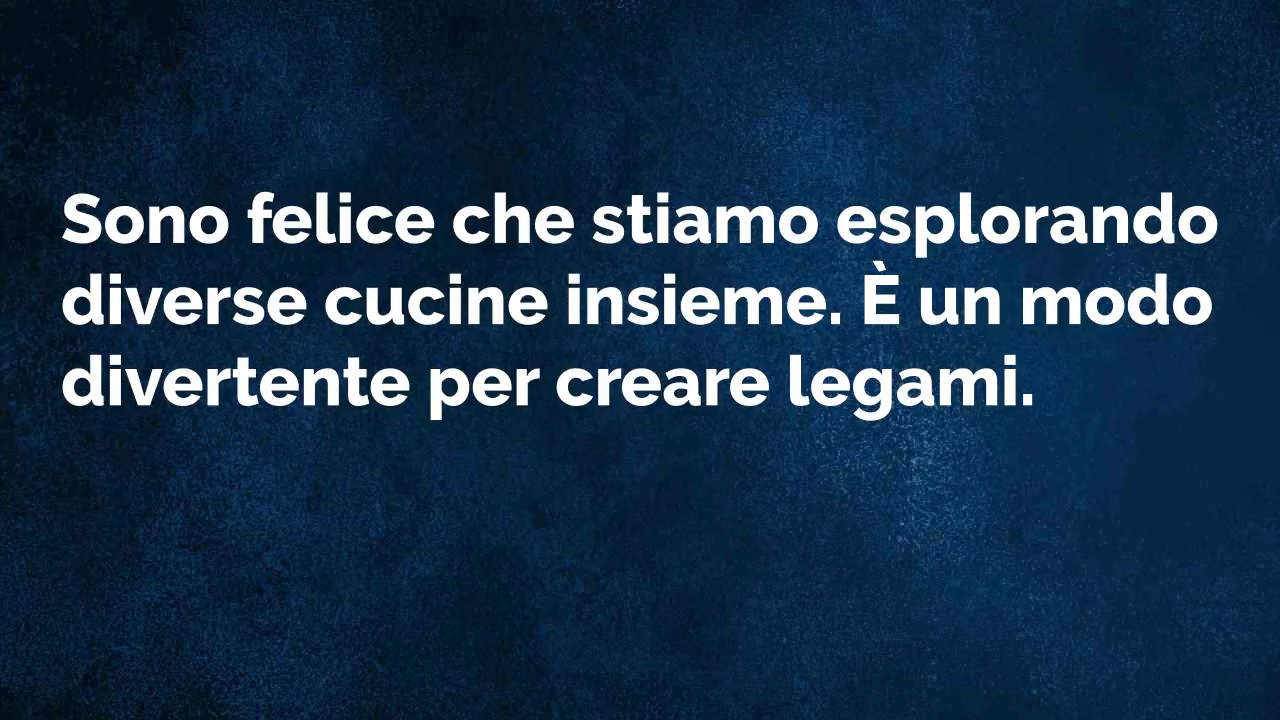 Sono felice che stiamo esplorando
diverse cucine insieme. È un modo
divertente per creare legami.